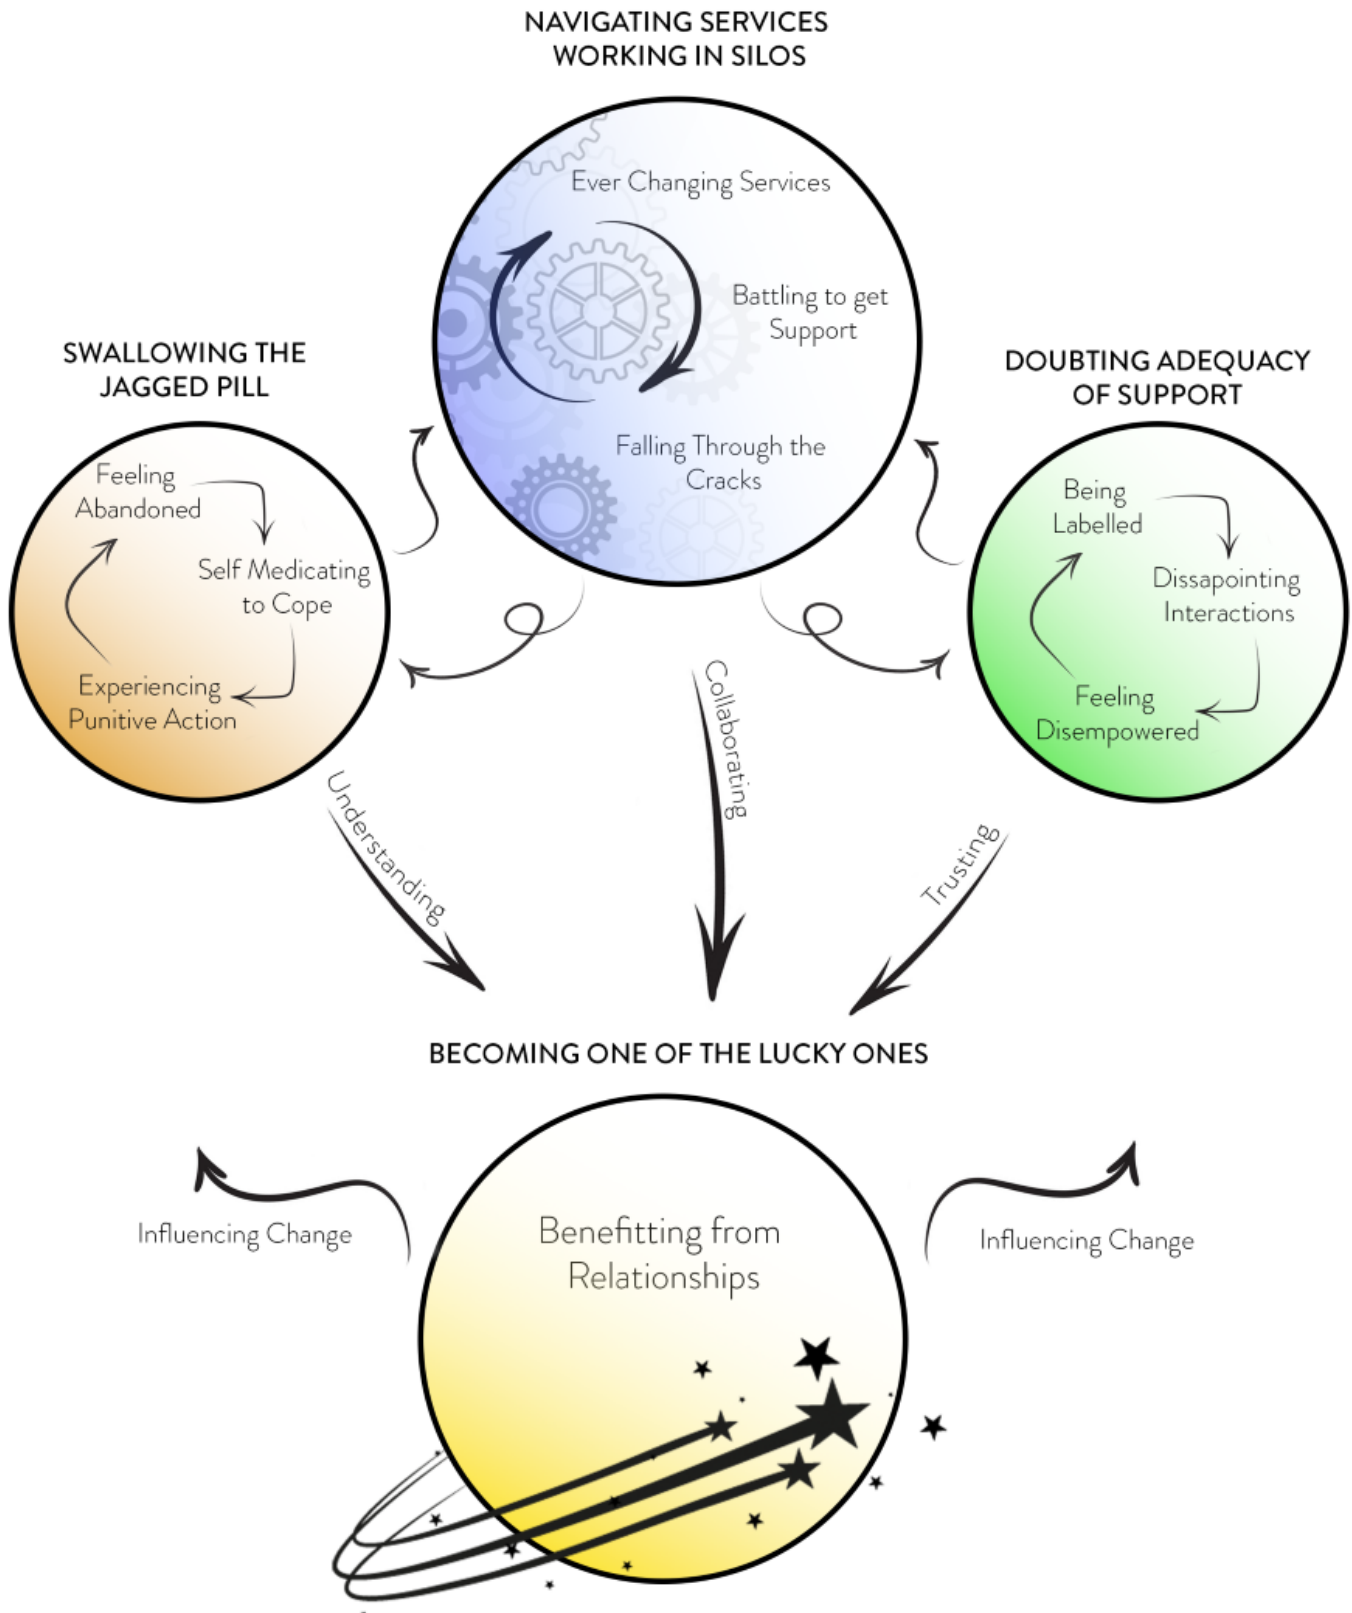 NAVIGATING SERVICES
WORKING IN SILOS
Ever Changing Services
Battling to get
Support
Falling Through the
Cracks
SWALLOWING THE
JAGGED PILL
Feeling
Abandoned
Self Medicating
to Cope
Experiencing
Punitive Action
DOUBTING ADEQUACY
OF SUPPORT
Being
Labelled
Dissapointing
Interactions
Feeling
Disempowered
Understanding
Collaborating
Trusting
BECOMING ONE OF THE LUCKY ONES
Influencing Change
Benefitting from
Relationships
Influencing Change